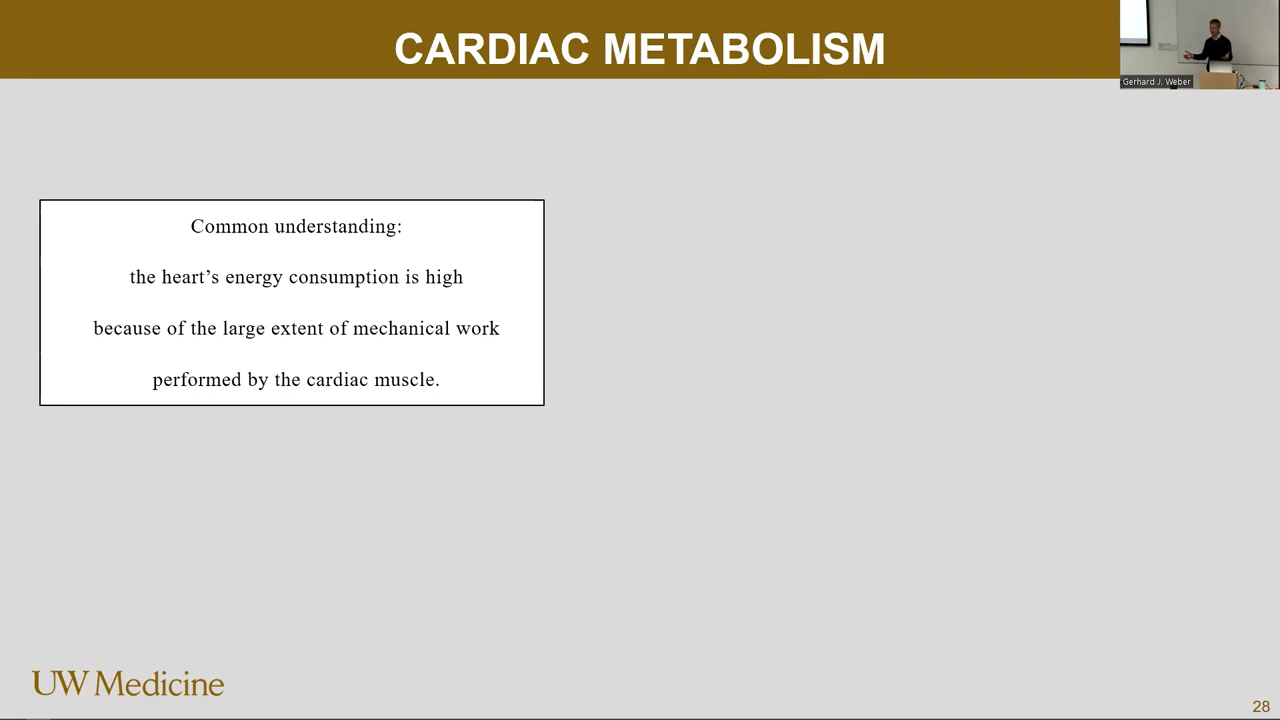 CARDIAC METABOLISM
Gerhard J. Weber
Common understanding:
the heart’s energy consumption is high
because of the large extent of mechanical work
performed by the cardiac muscle.
UW Medicine
28